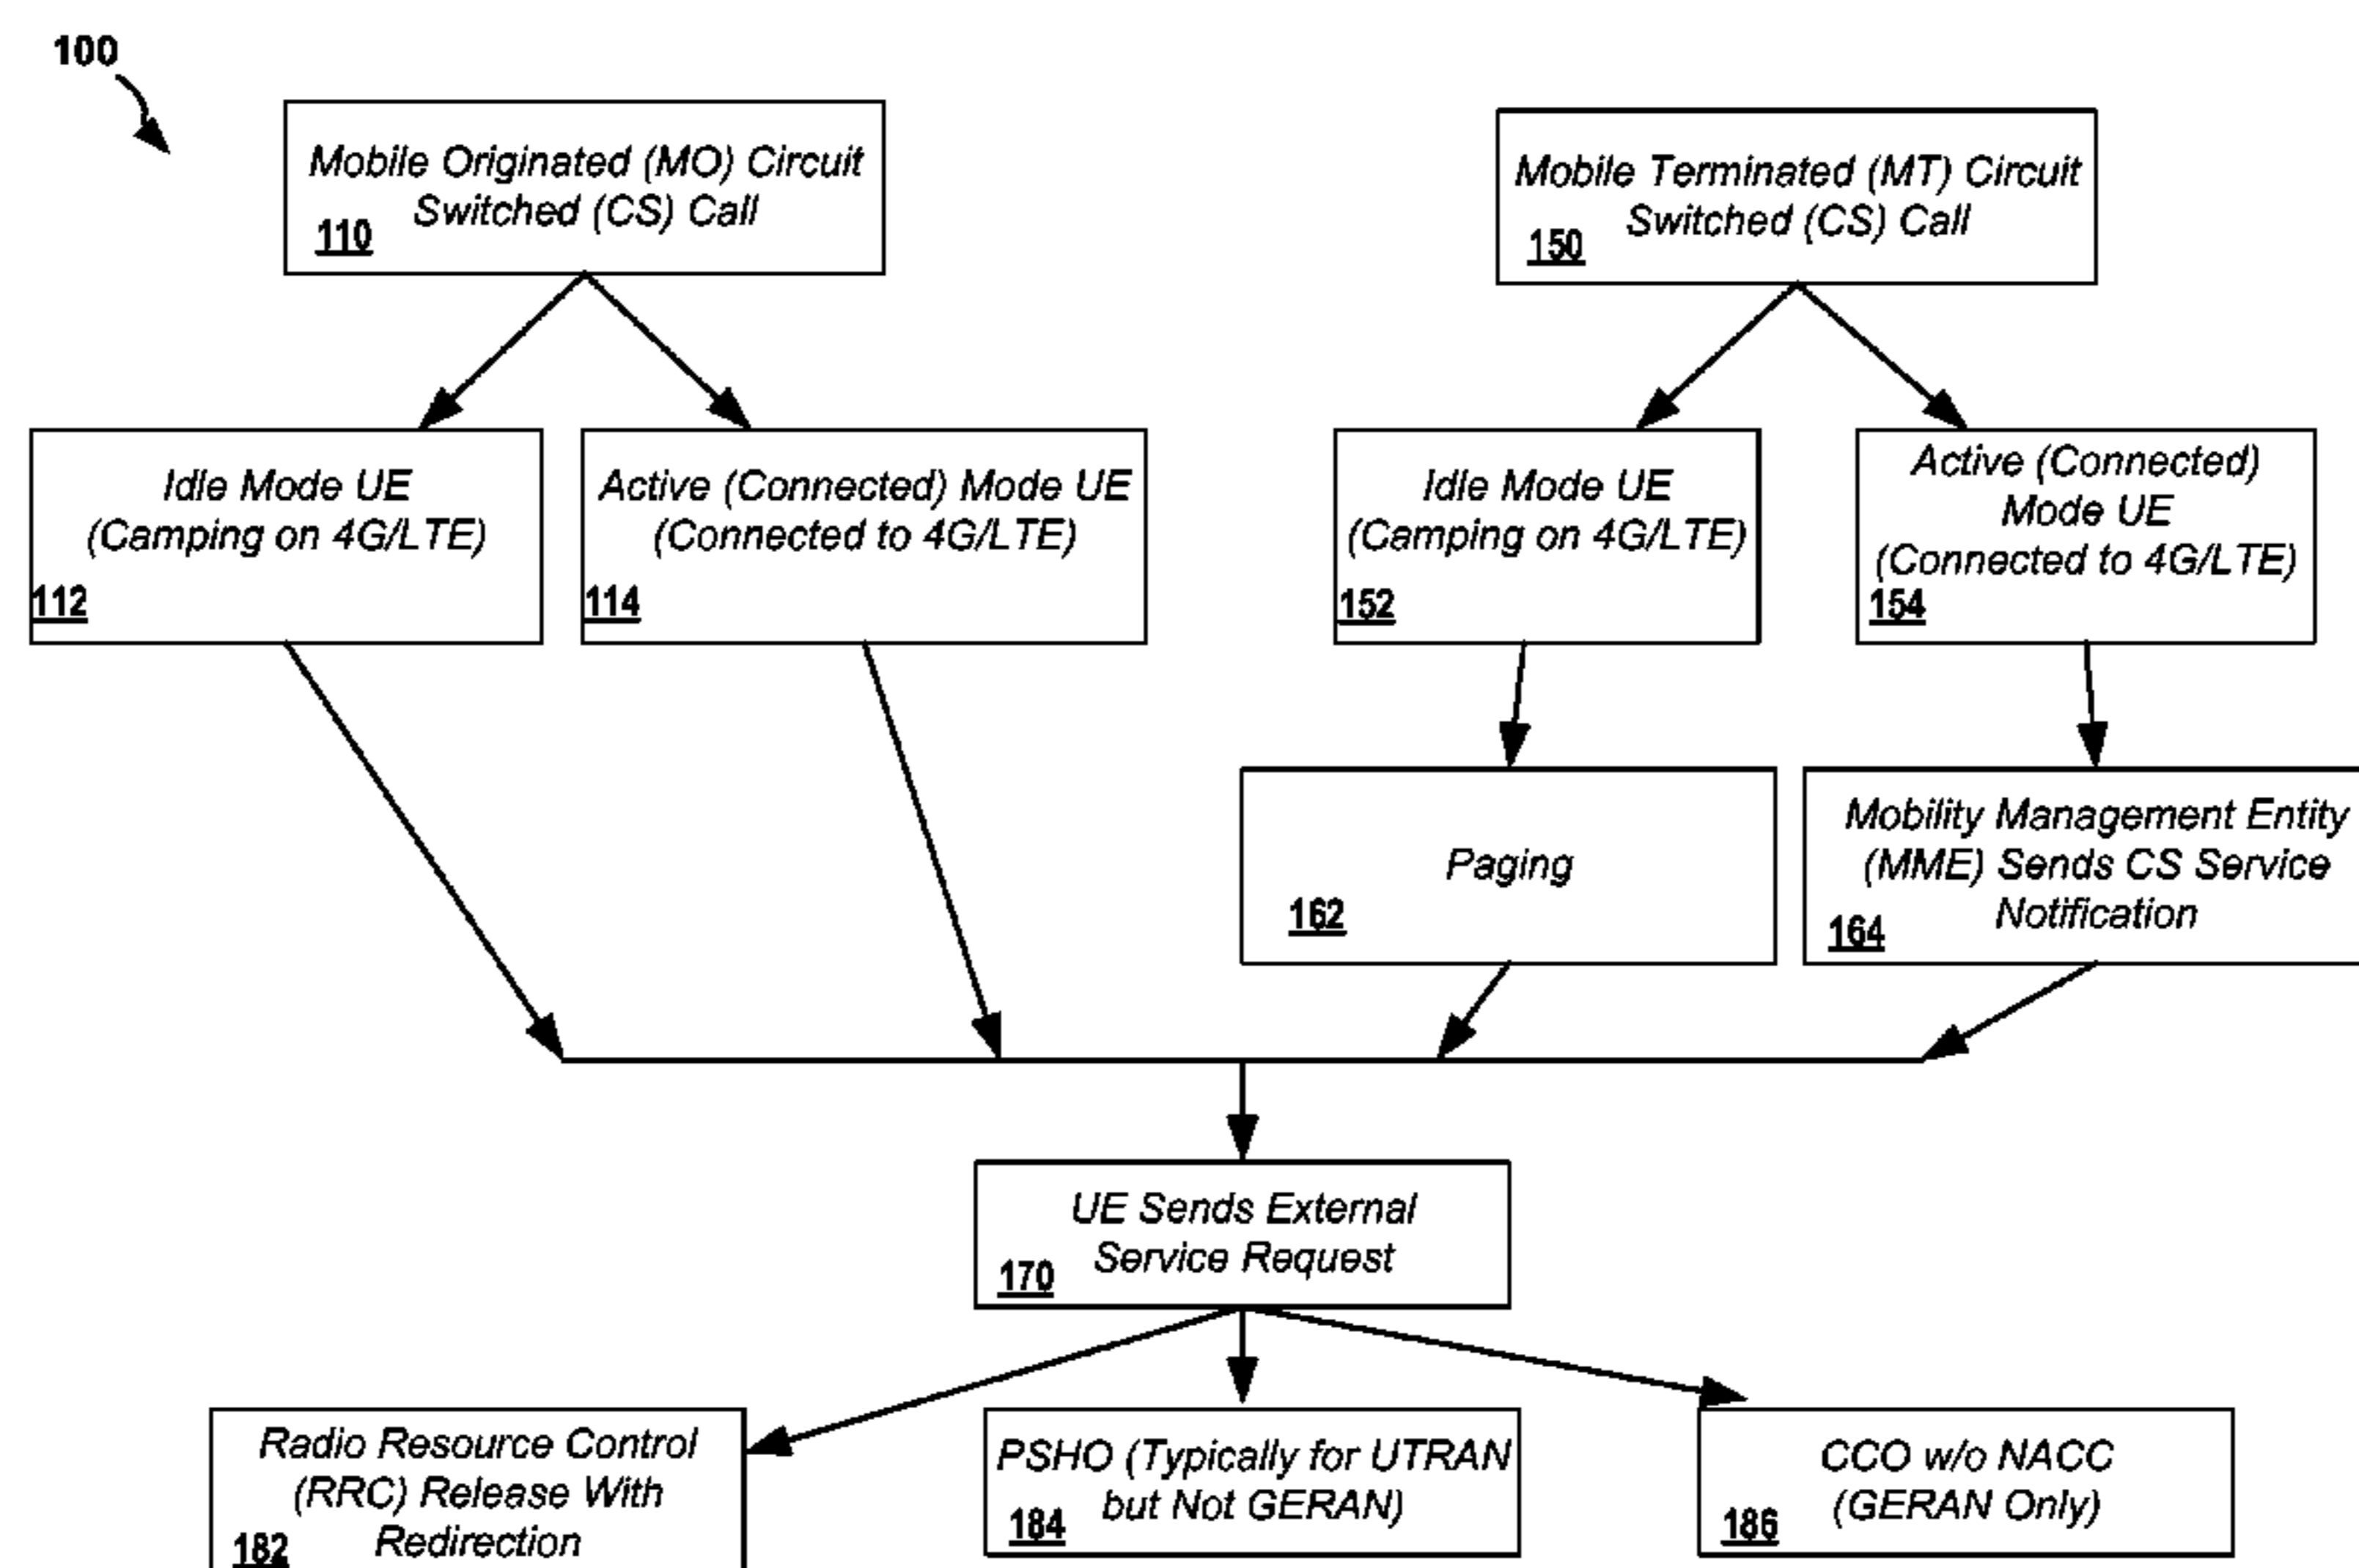 100
Mobile Originated (MO) Circuit
Switched (CS) Call
110
Mobile Terminated (MT) Circuit
Switched (CS) Call
150
Idle Mode UE
(Camping on 4G/LTE)
112
Active (Connected) Mode UE
(Connected to 4G/LTE)
114
Idle Mode UE
(Camping on 4G/LTE)
152
Active (Connected)
Mode UE
(Connected to 4G/LTE)
154
Paging
162
Mobility Management Entity
(MME) Sends CS Service
Notification
164
UE Sends External
Service Request
170
Radio Resource Control
(RRC) Release With
Redirection
182
PSHO (Typically for UTRAN
but Not GERAN)
184
CCO w/o NACC
(GERAN Only)
186